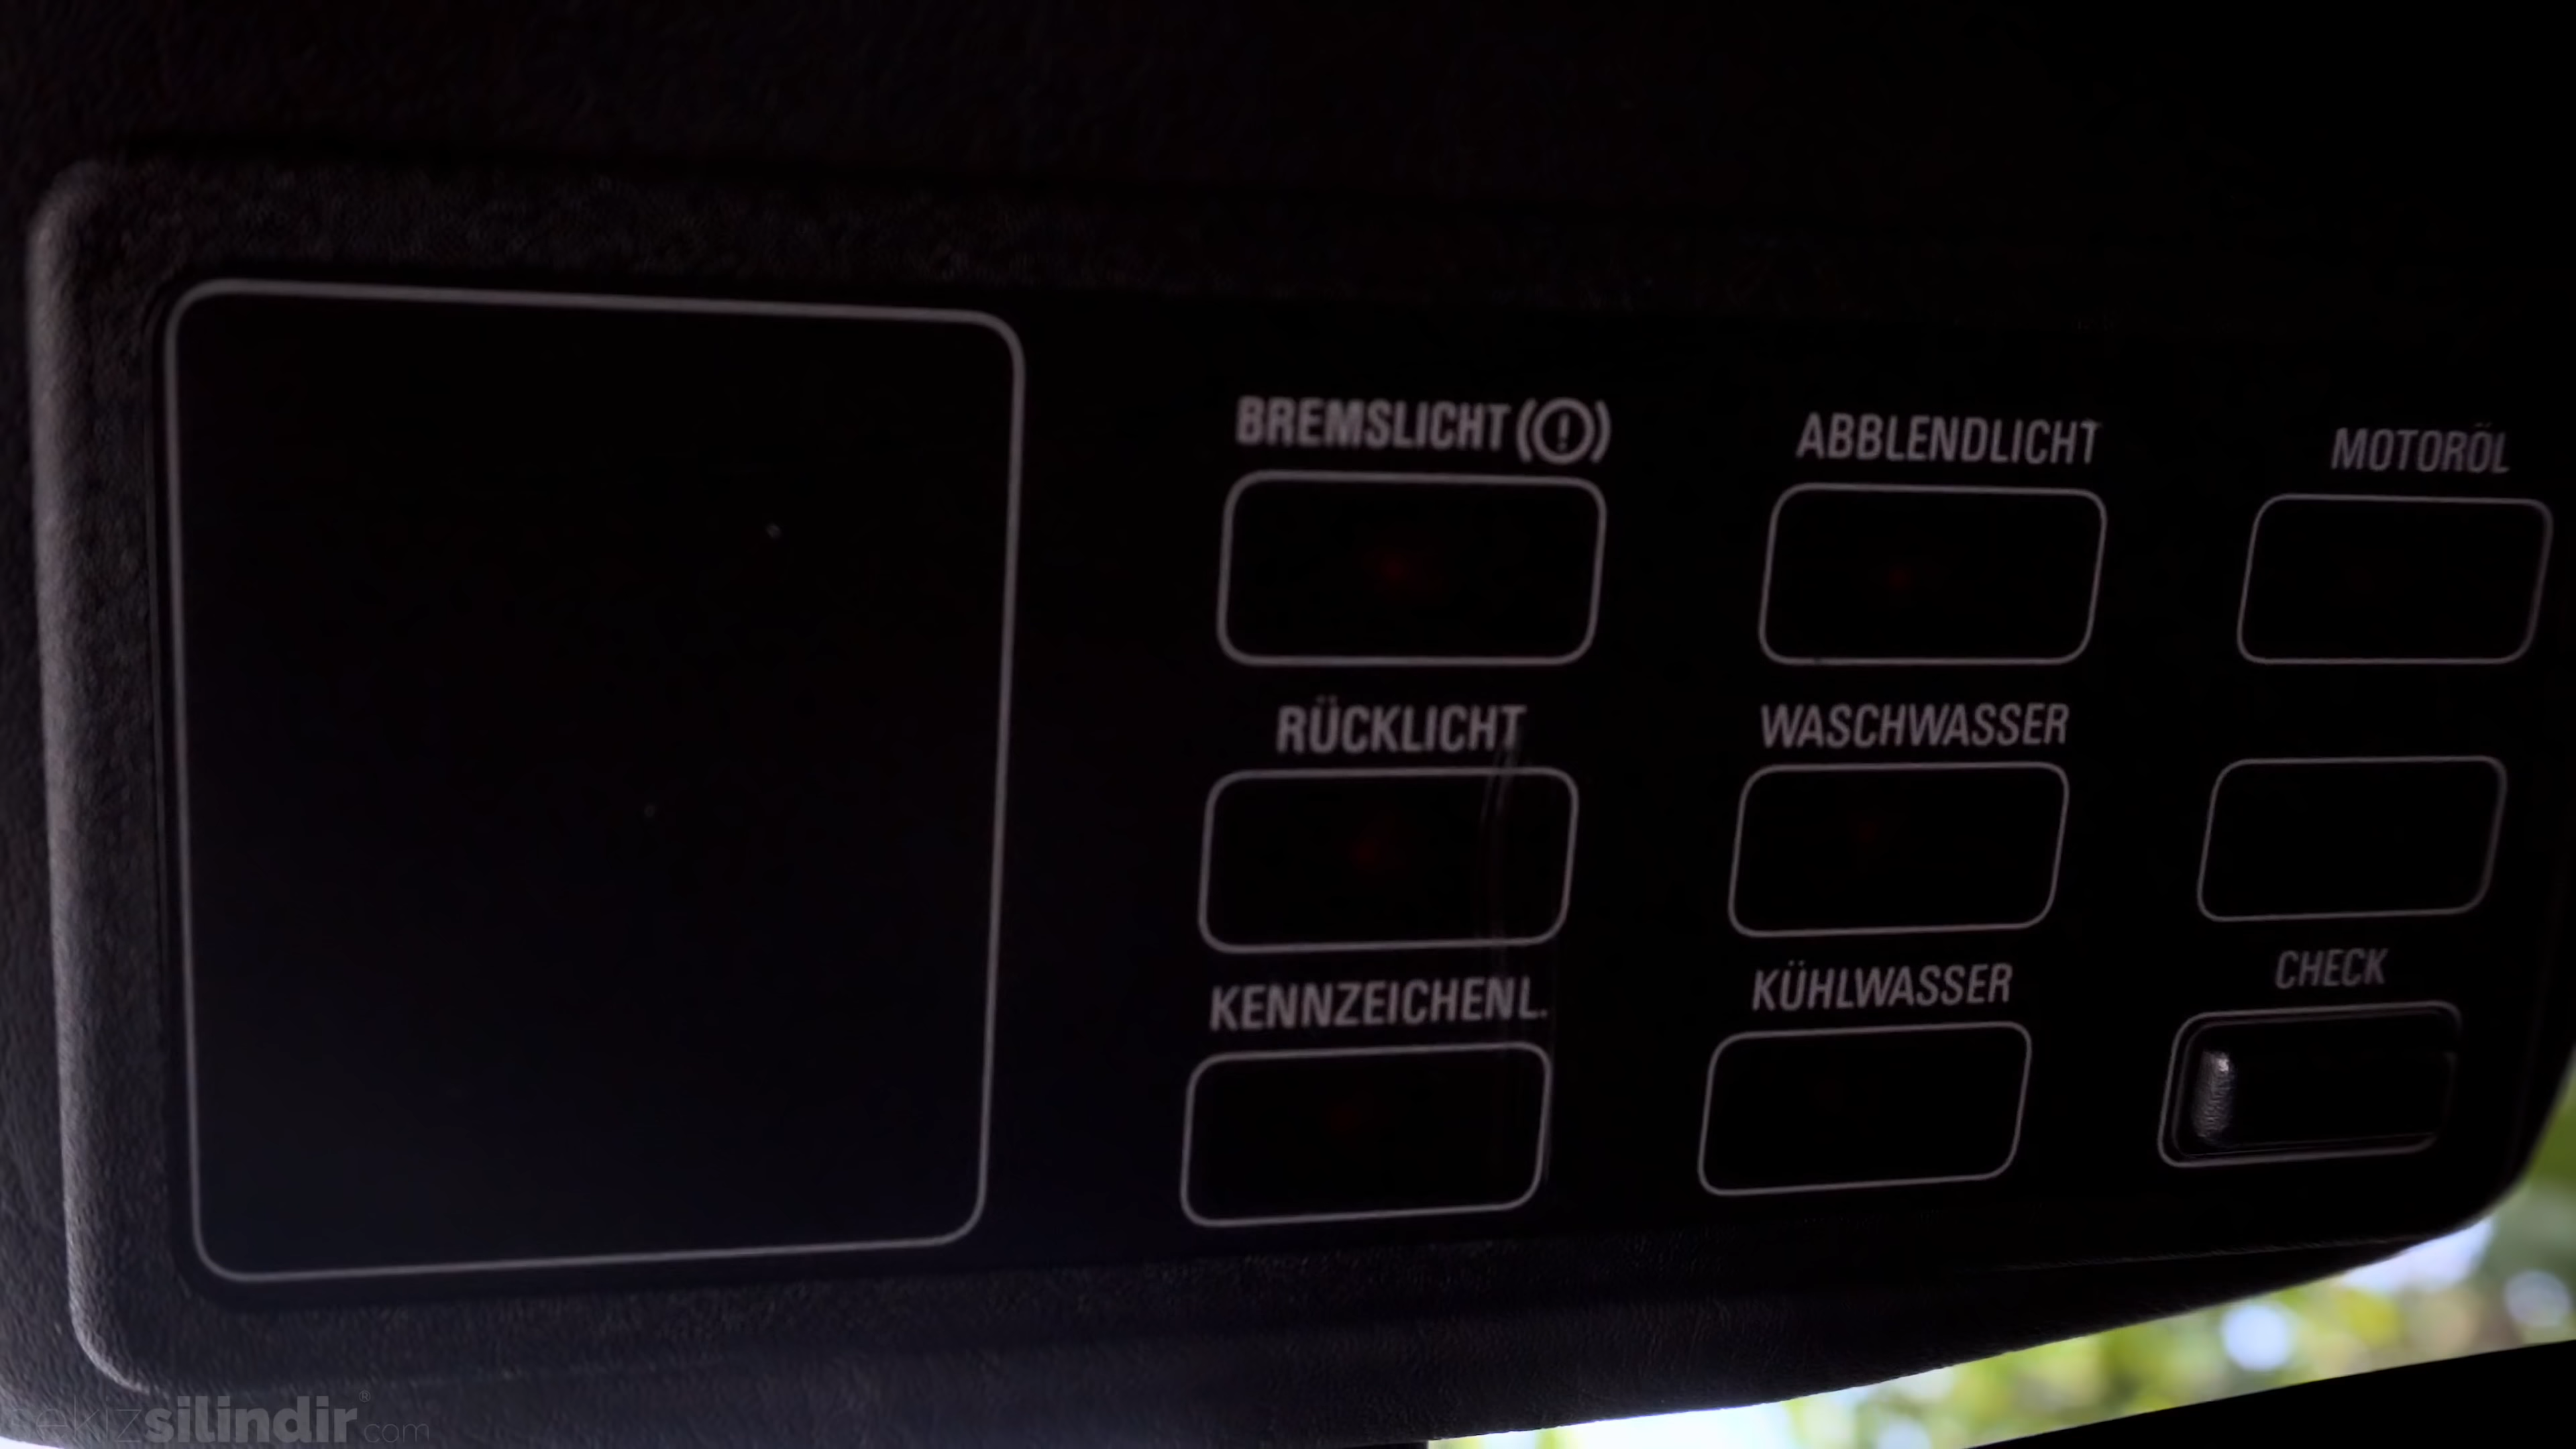 BREMSLICHT (!)
ABBLENDLICHT
MOTORÖL
RÜCKLICHT
WASCHWASSER
KENNZEICHENL.
KÜHLWASSER
CHECK
sekizsilindir®.com